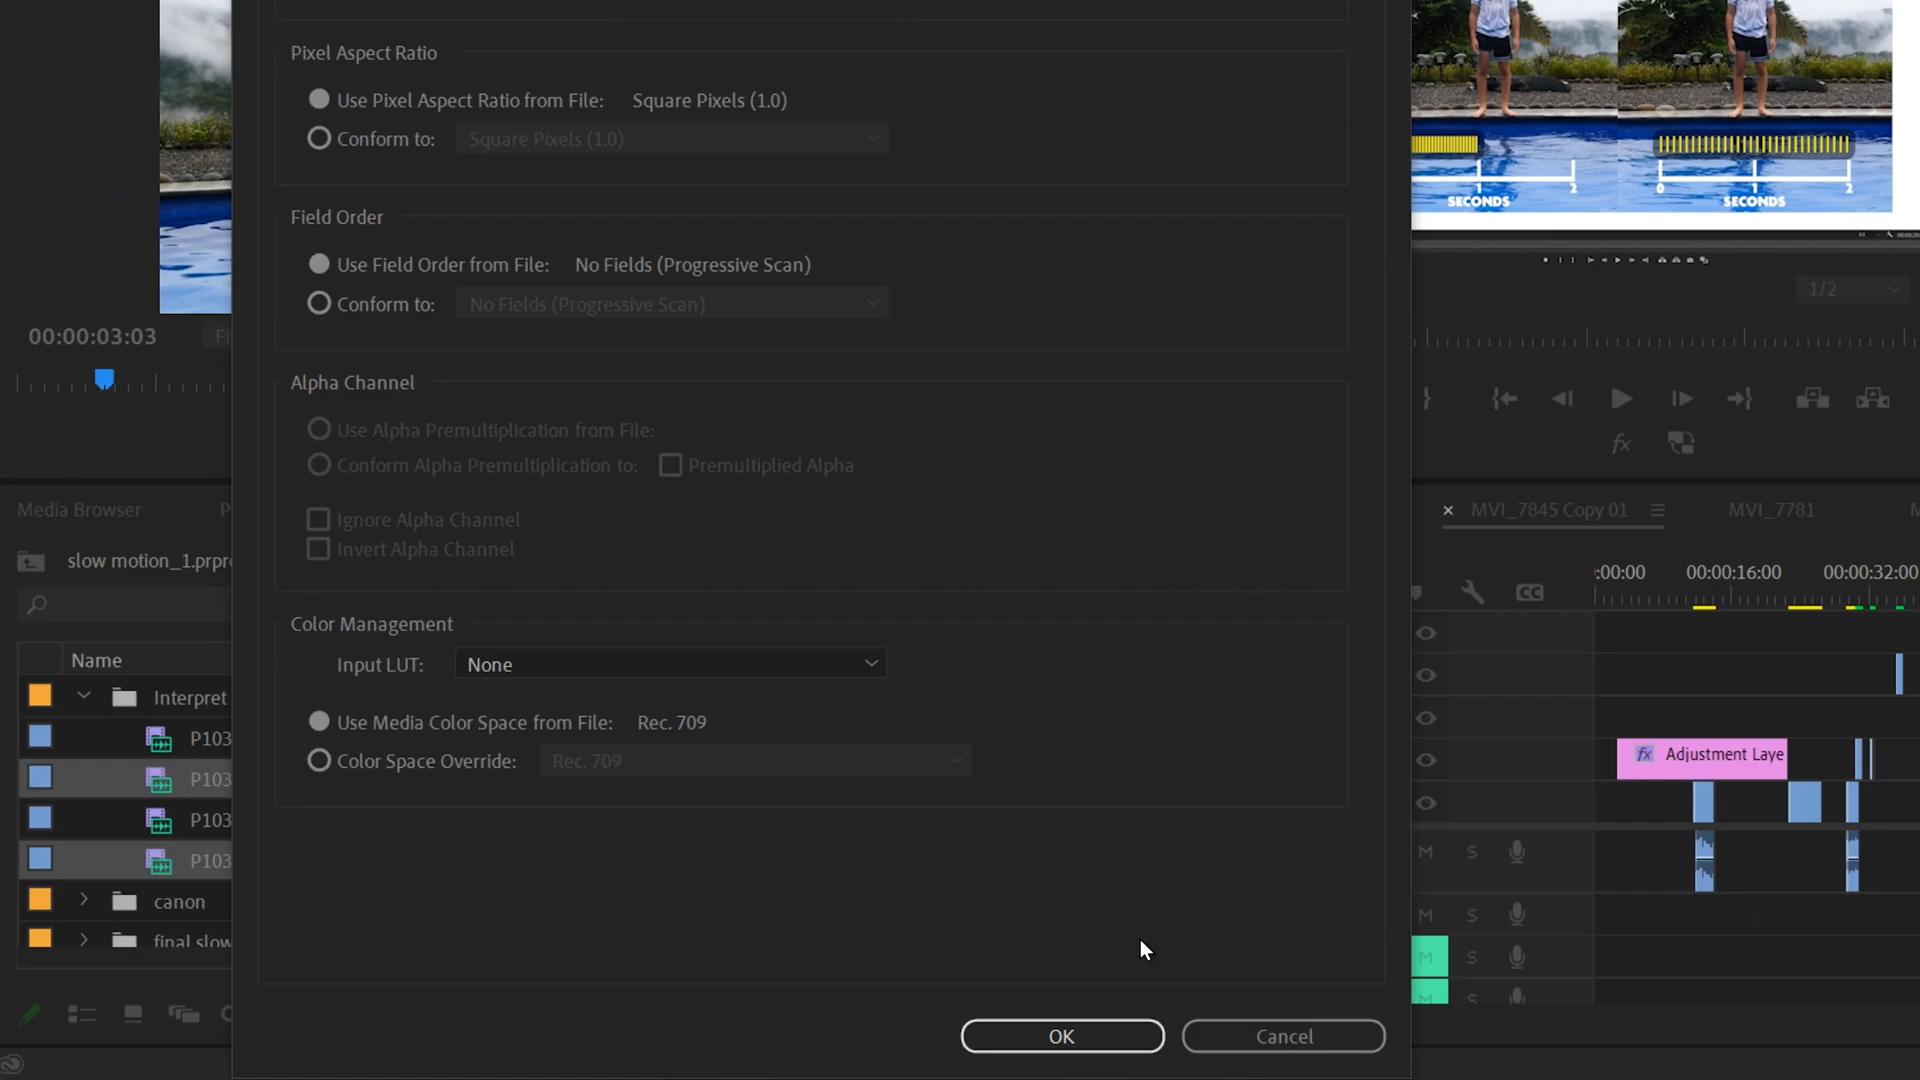 Pixel Aspect Ratio
Use Pixel Aspect Ratio from File: Square Pixels (1.0)
Conform to: Square Pixels (1.0)
Field Order
Use Field Order from File: No Fields (Progressive Scan)
Conform to: No Fields (Progressive Scan)
Alpha Channel
Use Alpha Premultiplication from File:
Conform Alpha Premultiplication to: Premultiplied Alpha
Ignore Alpha Channel
Invert Alpha Channel
Color Management
Input LUT: None
Use Media Color Space from File: Rec. 709
Color Space Override: Rec. 709
OK
Cancel
00:00:03:03
Fi
Media Browser
P
slow motion_1.prpr
Name
Interpret
P103
P103
P103
P103
canon
final slow
1 2
SECONDS
0 1 2
SECONDS
1/2
fx
× MVI_7845 Copy 01
MVI_7781
M
:00:00 00:00:16:00 00:00:32:00
CC
fx Adjustment Laye
M S
M S
M S
M S